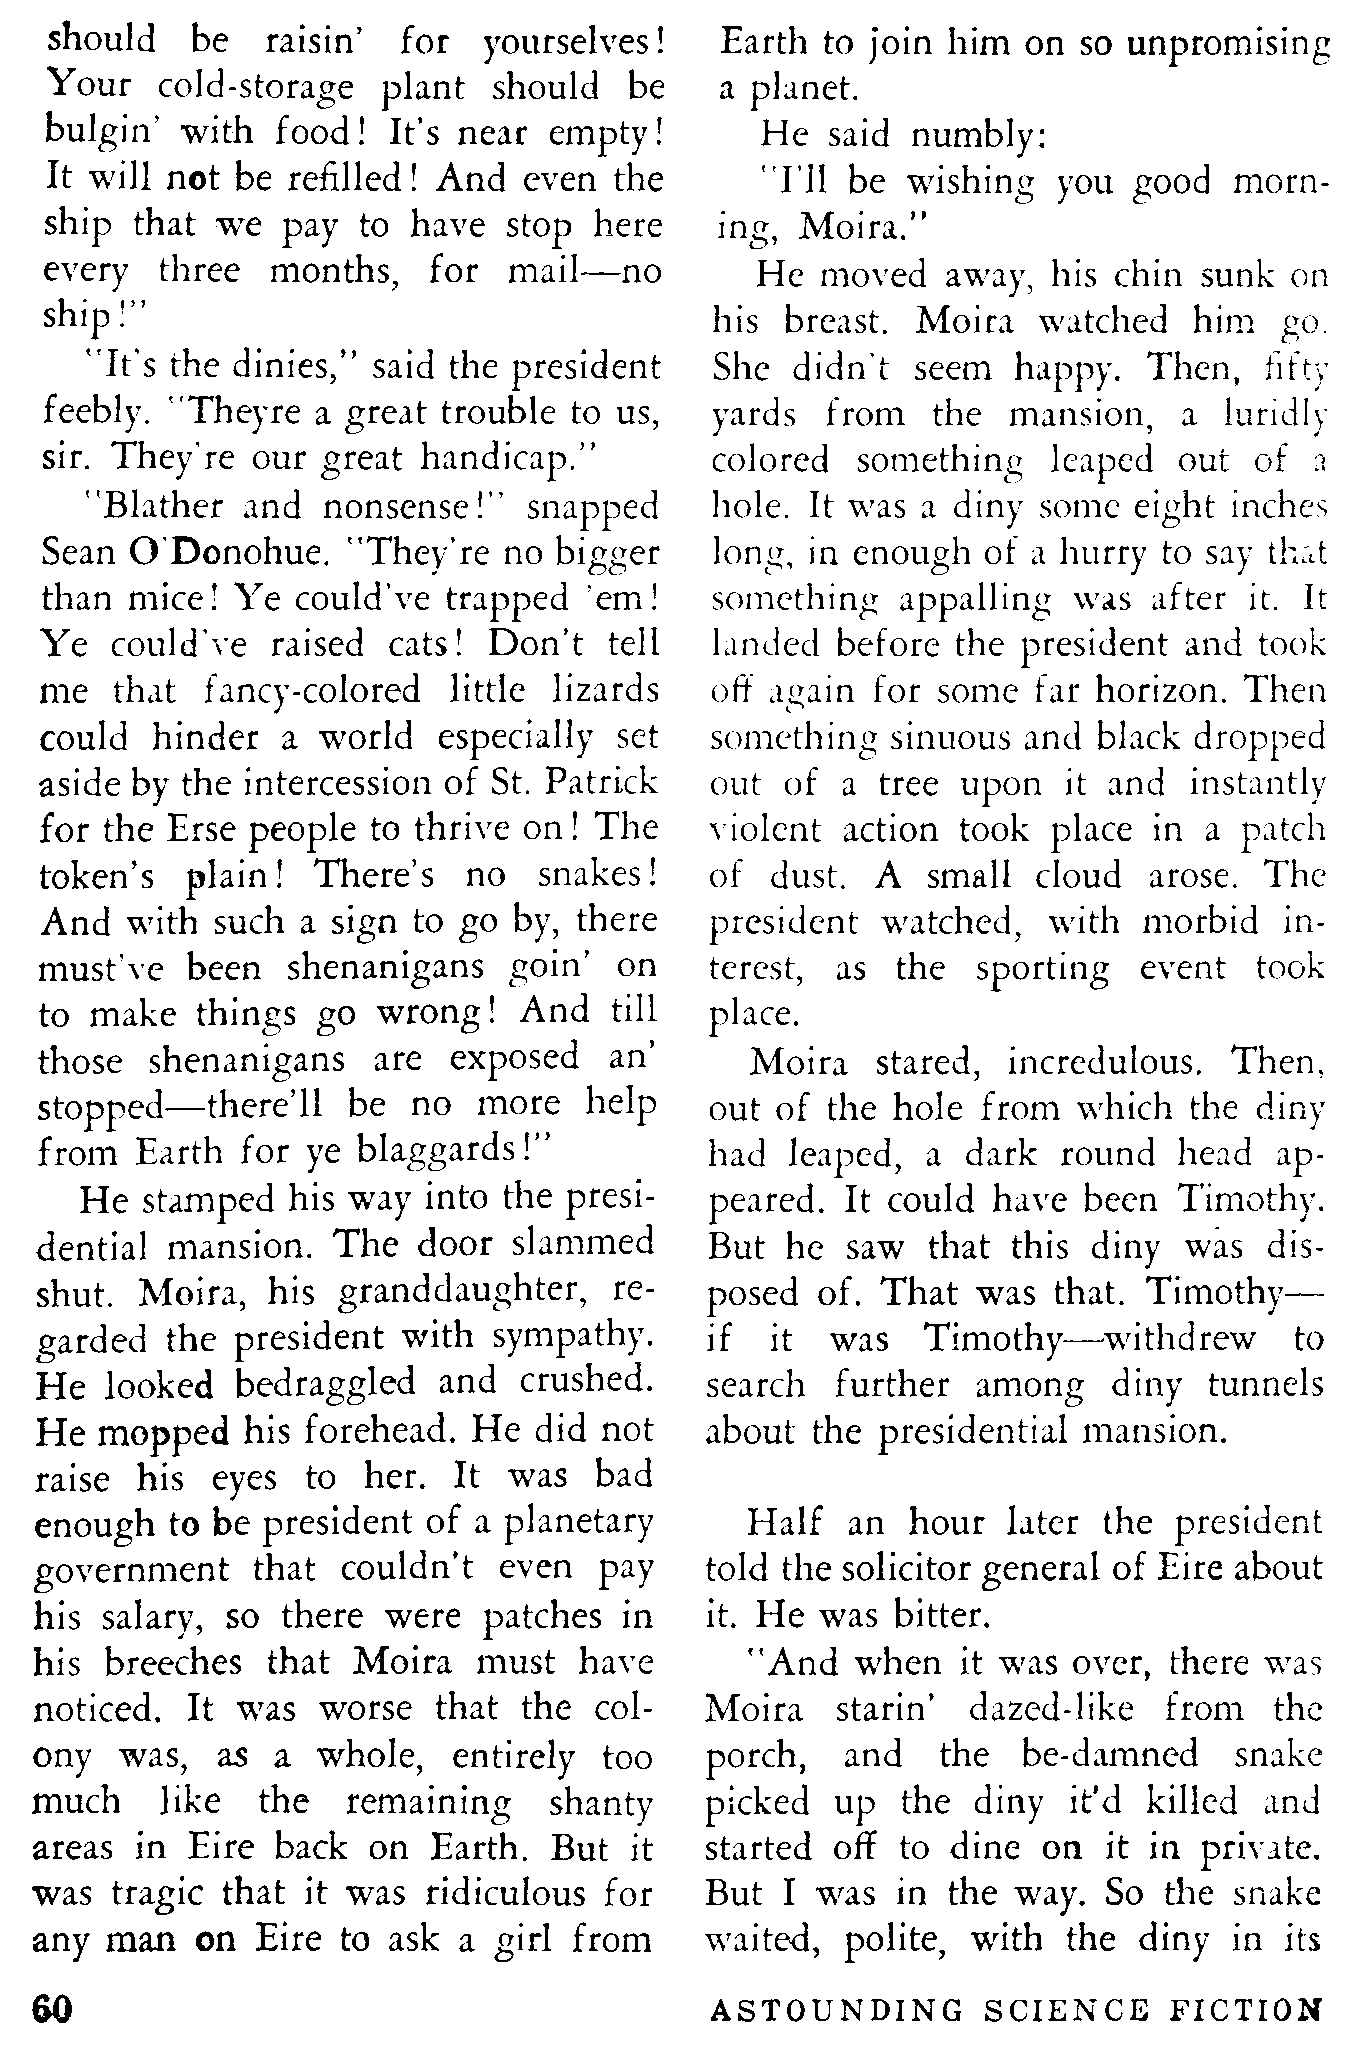 should be raisin' for yourselves!
Your cold-storage plant should be
bulgin' with food! It's near empty!
It will not be refilled! And even the
ship that we pay to have stop here
every three months, for mail—no
ship!"
"It's the dinies," said the president
feebly. "Theyre a great trouble to us,
sir. They're our great handicap."
"Blather and nonsense!" snapped
Sean O'Donohue. "They're no bigger
than mice! Ye could've trapped 'em!
Ye could've raised cats! Don't tell
me that fancy-colored little lizards
could hinder a world especially set
aside by the intercession of St. Patrick
for the Erse people to thrive on! The
token's plain! There's no snakes!
And with such a sign to go by, there
must've been shenanigans goin' on
to make things go wrong! And till
those shenanigans are exposed an'
stopped—there'll be no more help
from Earth for ye blaggards!"
He stamped his way into the presi-
dential mansion. The door slammed
shut. Moira, his granddaughter, re-
garded the president with sympathy.
He looked bedraggled and crushed.
He mopped his forehead. He did not
raise his eyes to her. It was bad
enough to be president of a planetary
government that couldn't even pay
his salary, so there were patches in
his breeches that Moira must have
noticed. It was worse that the col-
ony was, as a whole, entirely too
much like the remaining shanty
areas in Eire back on Earth. But it
was tragic that it was ridiculous for
any man on Eire to ask a girl from
Earth to join him on so unpromising
a planet.
He said numbly:
"I'll be wishing you good morn-
ing, Moira."
He moved away, his chin sunk on
his breast. Moira watched him go.
She didn't seem happy. Then, fifty
yards from the mansion, a luridly
colored something leaped out of a
hole. It was a diny some eight inches
long, in enough of a hurry to say that
something appalling was after it. It
landed before the president and took
off again for some far horizon. Then
something sinuous and black dropped
out of a tree upon it and instantly
violent action took place in a patch
of dust. A small cloud arose. The
president watched, with morbid in-
terest, as the sporting event took
place.
Moira stared, incredulous. Then,
out of the hole from which the diny
had leaped, a dark round head ap-
peared. It could have been Timothy.
But he saw that this diny was dis-
posed of. That was that. Timothy—
if it was Timothy—withdrew to
search further among diny tunnels
about the presidential mansion.
Half an hour later the president
told the solicitor general of Eire about
it. He was bitter.
"And when it was over, there was
Moira starin' dazed-like from the
porch, and the be-damned snake
picked up the diny it'd killed and
started off to dine on it in private.
But I was in the way. So the snake
waited, polite, with the diny in its
60
ASTOUNDING SCIENCE FICTION